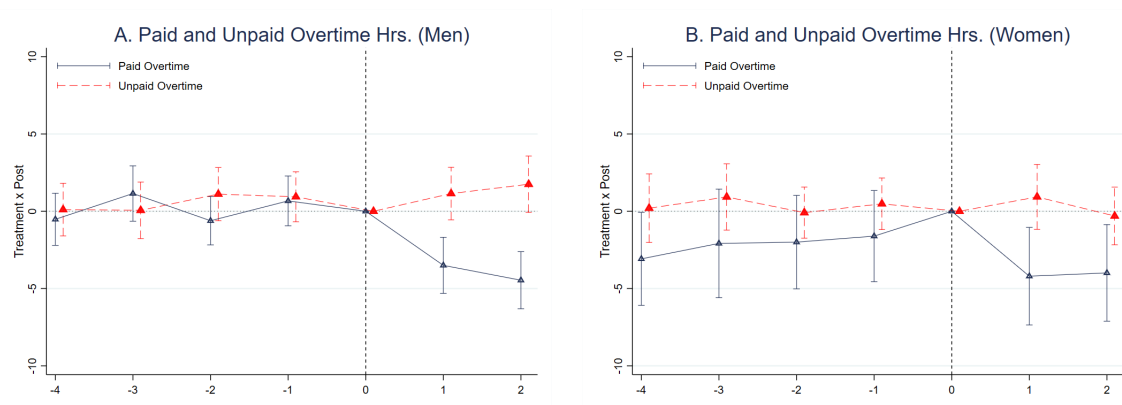 A. Paid and Unpaid Overtime Hrs. (Men)
Paid Overtime
Unpaid Overtime
Treatment x Post
10
5
0
-5
-10
-4 -3 -2 -1 0 1 2
B. Paid and Unpaid Overtime Hrs. (Women)
Paid Overtime
Unpaid Overtime
Treatment x Post
10
5
0
-5
-10
-4 -3 -2 -1 0 1 2